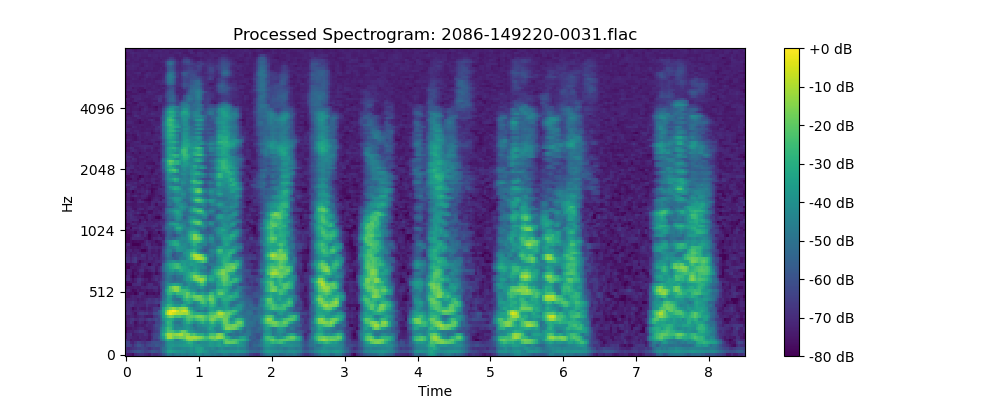 Processed Spectrogram: 2086-149220-0031.flac
Hz
4096
2048
1024
512
0
0 1 2 3 4 5 6 7 8
Time
+0 dB
-10 dB
-20 dB
-30 dB
-40 dB
-50 dB
-60 dB
-70 dB
-80 dB